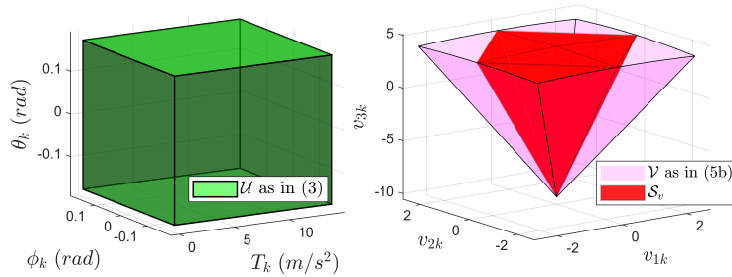 0.1
0
-0.1
θk (rad)
0.1
0
-0.1
ϕk (rad)
0
5
10
Tk (m/s²)
𝒰 as in (3)
5
0
-5
-10
v3k
2
0
-2
v2k
-2
0
2
v1k
𝒱 as in (5b)
𝒮v